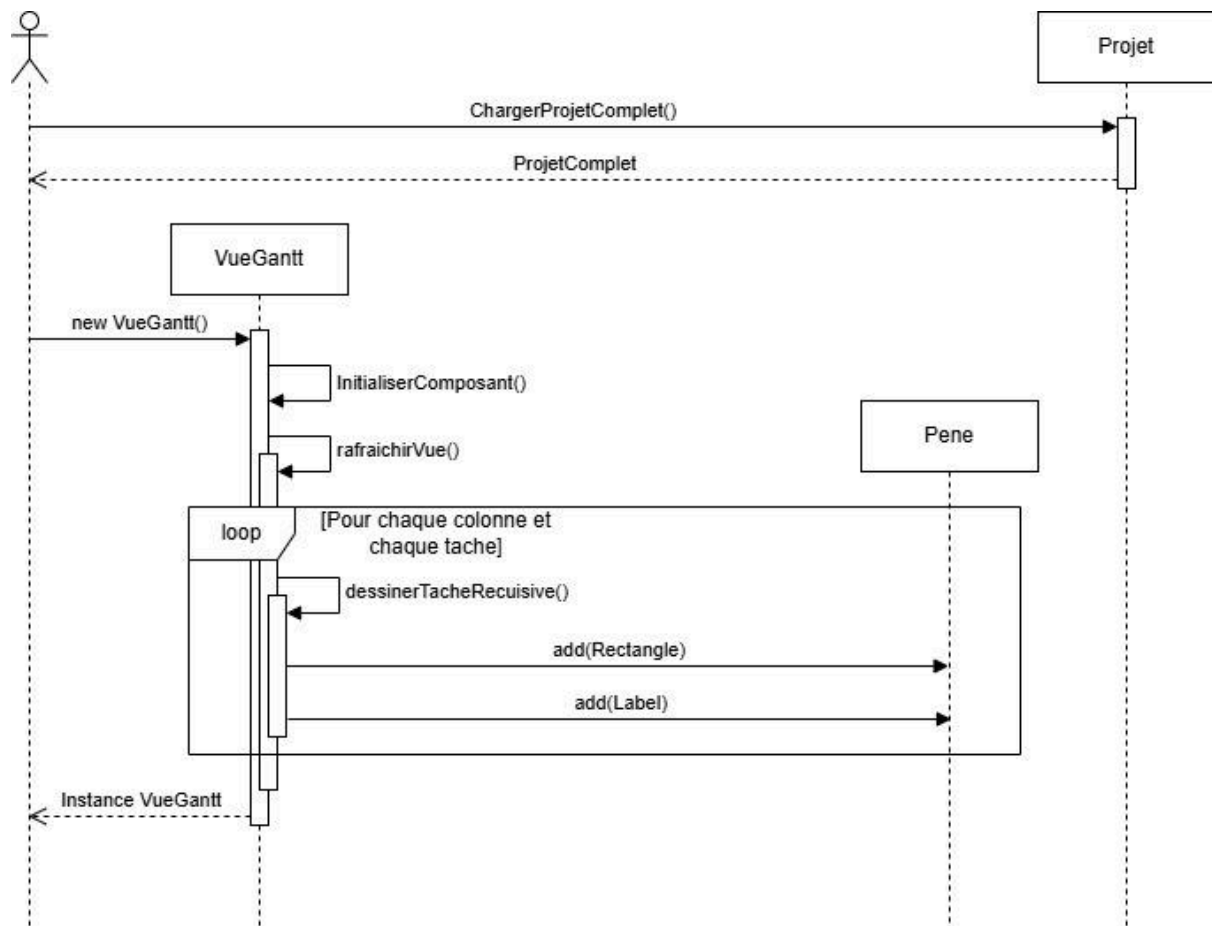 Projet
ChargerProjetComplet()
ProjetComplet
VueGantt
new VueGantt()
InitialiserComposant()
Pene
rafraichirVue()
loop
[Pour chaque colonne et
chaque tache]
dessinerTacheRecuisive()
add(Rectangle)
add(Label)
Instance VueGantt